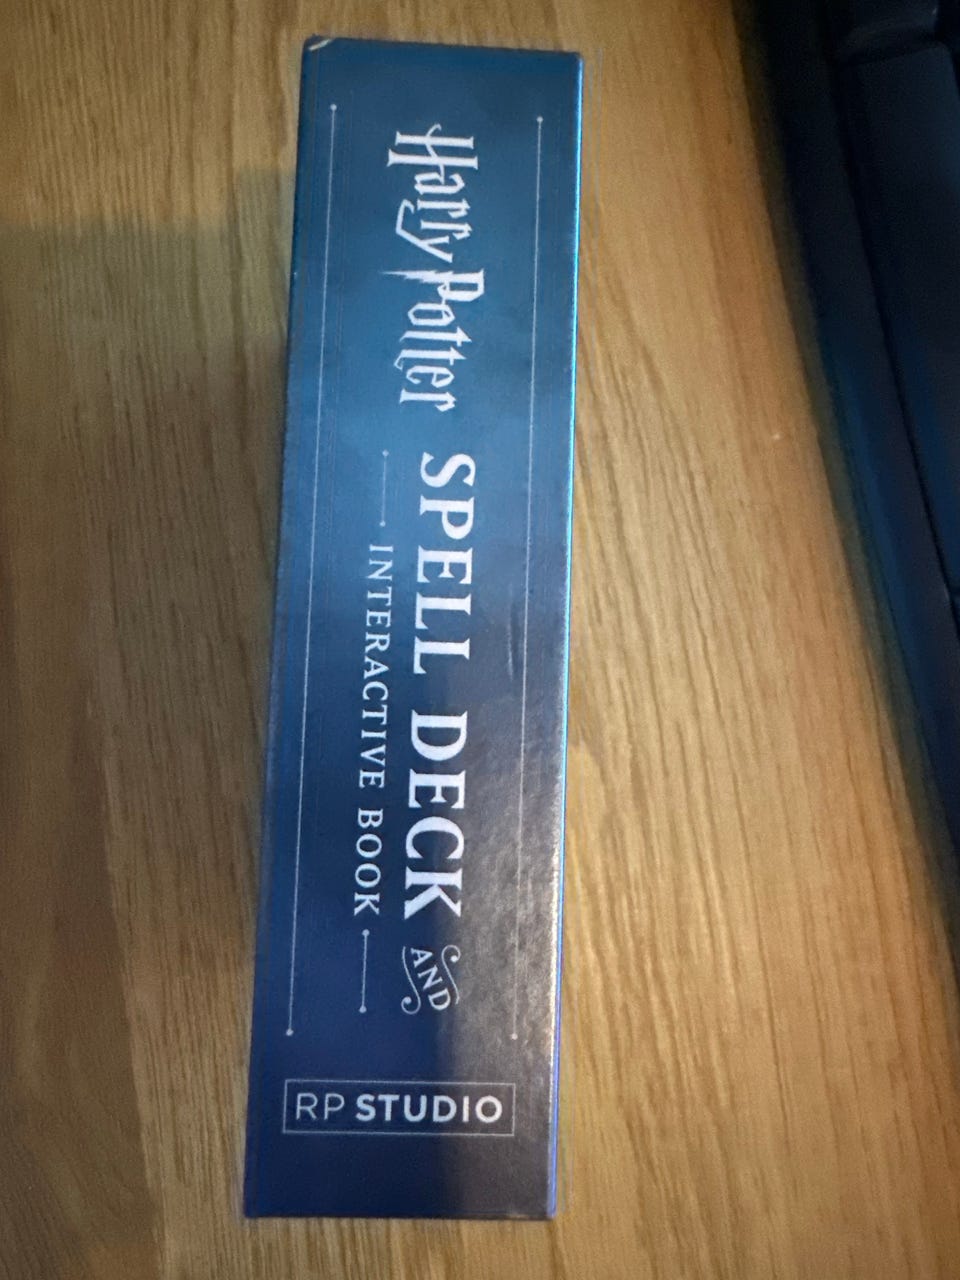 Harry Potter SPELL DECK AND
INTERACTIVE BOOK
RP STUDIO